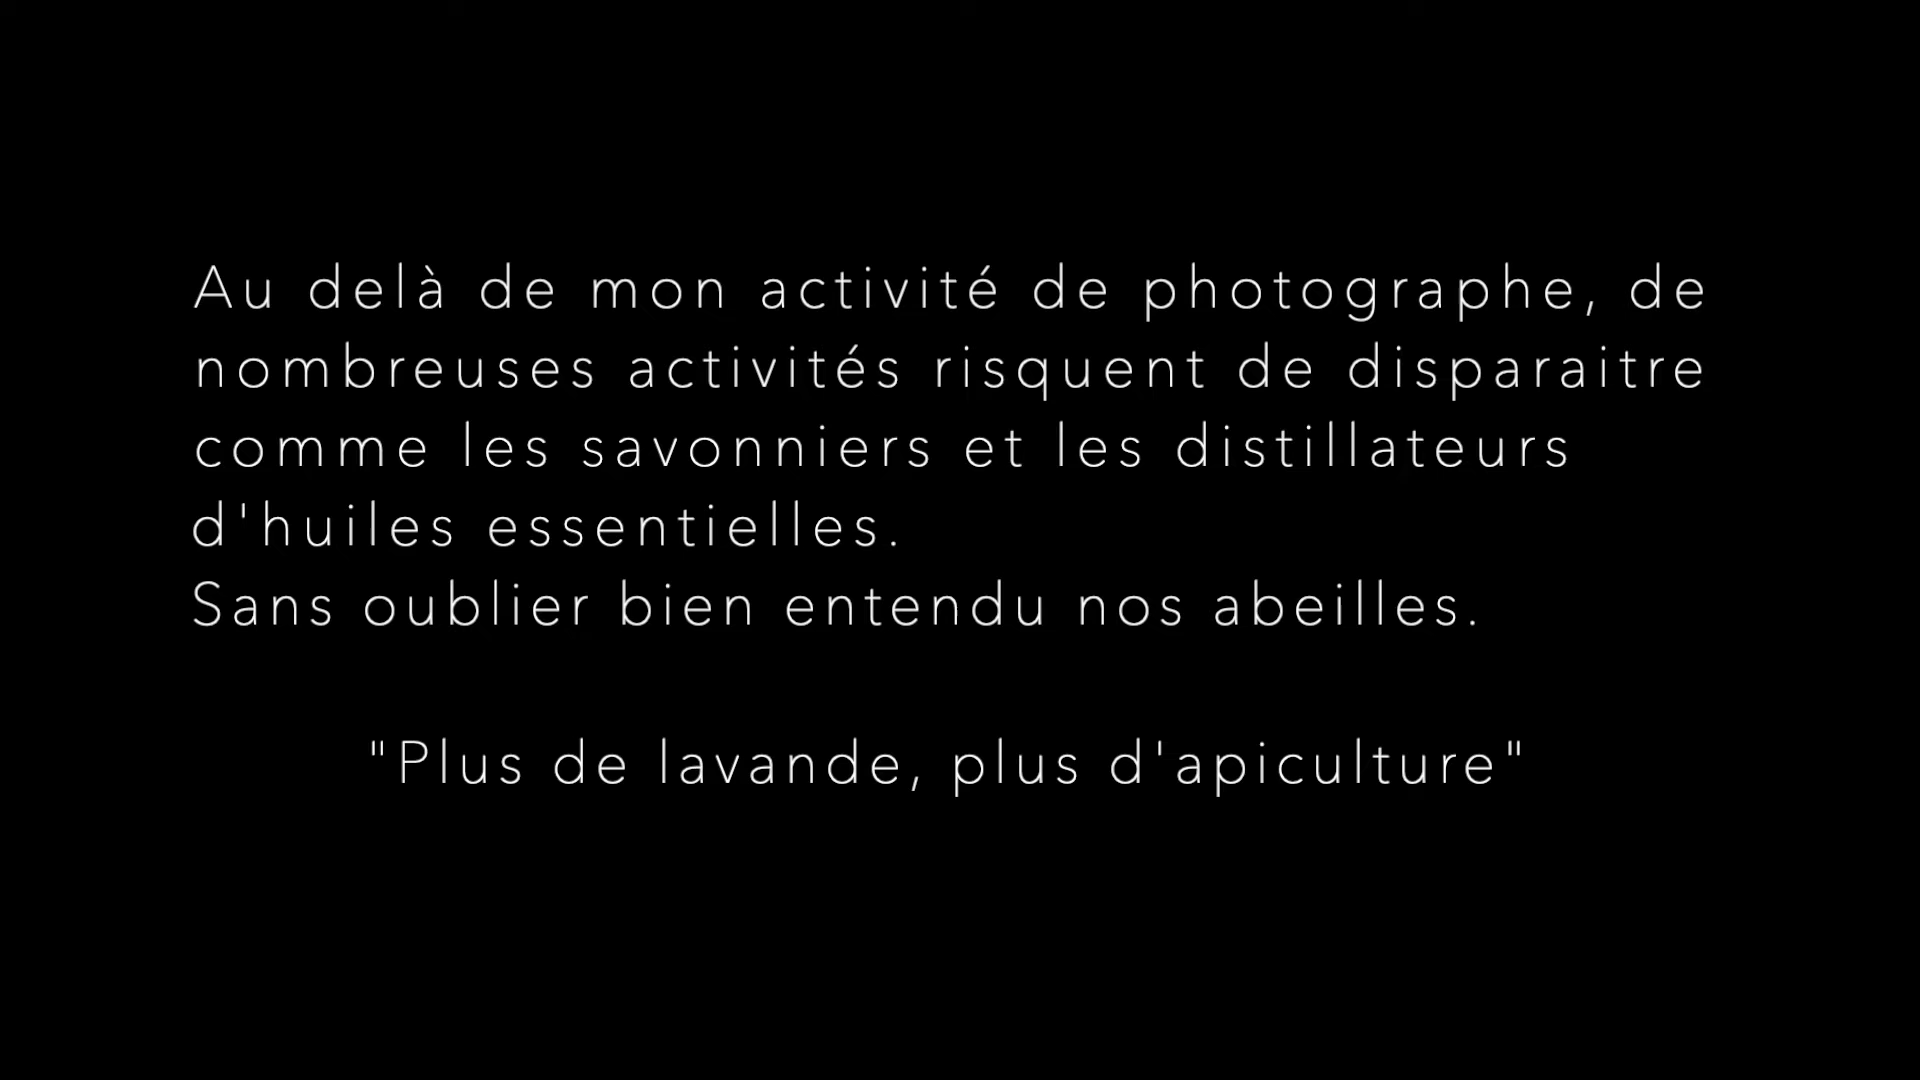 Au delà de mon activité de photographe, de
nombreuses activités risquent de disparaitre
comme les savonniers et les distillateurs
d'huiles essentielles.
Sans oublier bien entendu nos abeilles.
"Plus de lavande, plus d'apiculture"